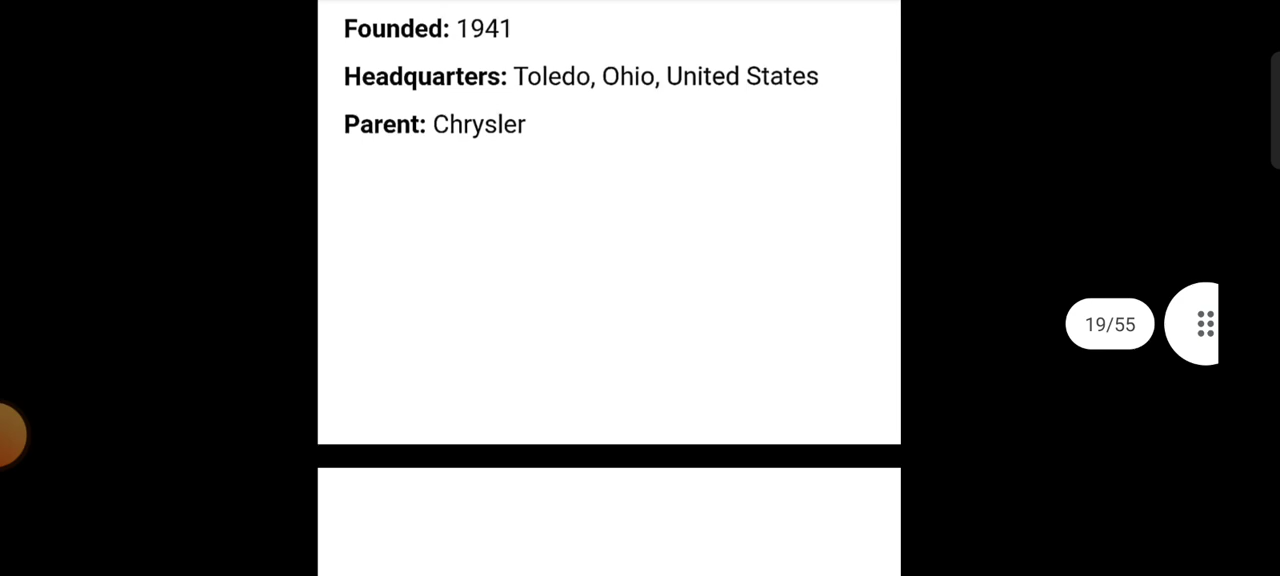 Founded: 1941
Headquarters: Toledo, Ohio, United States
Parent: Chrysler
19/55